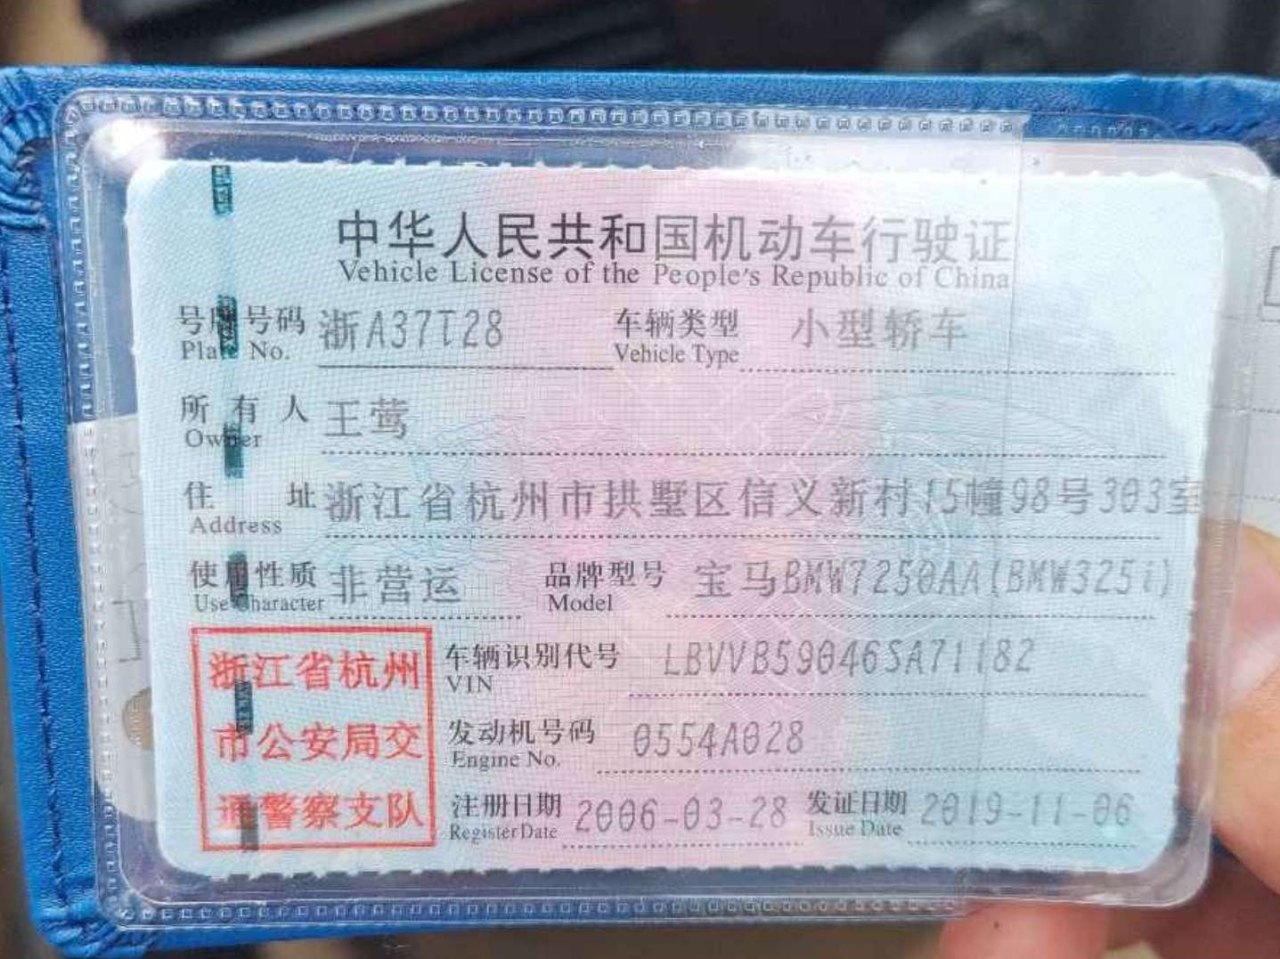 中华人民共和国机动车行驶证
Vehicle License of the People's Republic of China
号牌号码 浙A37T28 车辆类型 小型轿车
Plate No. Vehicle Type
所有人 王莺
Owner
住址 浙江省杭州市拱墅区信义新村15幢98号303室
Address
使用性质 非营运 品牌型号 宝马BMW7250AA(BMW325i)
Use Character Model
浙江省杭州
市公安局交
通警察支队
车辆识别代号 LBVVB59046SA71182
VIN
发动机号码 0554A028
Engine No.
注册日期 2006-03-28 发证日期 2019-11-06
Register Date Issue Date